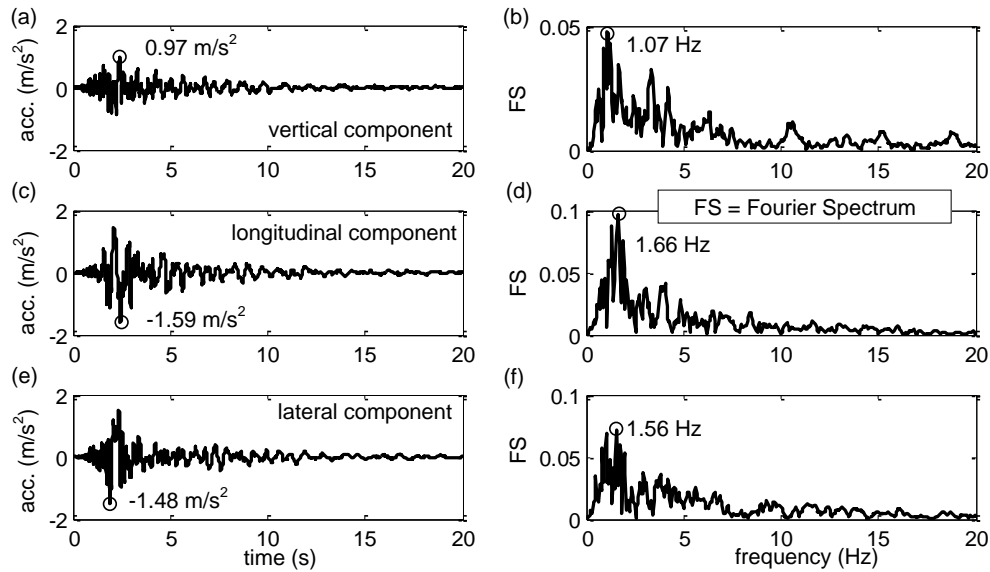 (a)
2
0
-2
acc. (m/s²)
0.97 m/s²
vertical component
0 5 10 15 20
(b)
0.05
0
FS
1.07 Hz
0 5 10 15 20
(c)
2
0
-2
acc. (m/s²)
longitudinal component
-1.59 m/s²
0 5 10 15 20
(d)
0.1
0.05
0
FS
FS = Fourier Spectrum
1.66 Hz
0 5 10 15 20
(e)
2
0
-2
acc. (m/s²)
lateral component
-1.48 m/s²
0 5 10 15 20
time (s)
(f)
0.1
0.05
0
FS
1.56 Hz
0 5 10 15 20
frequency (Hz)